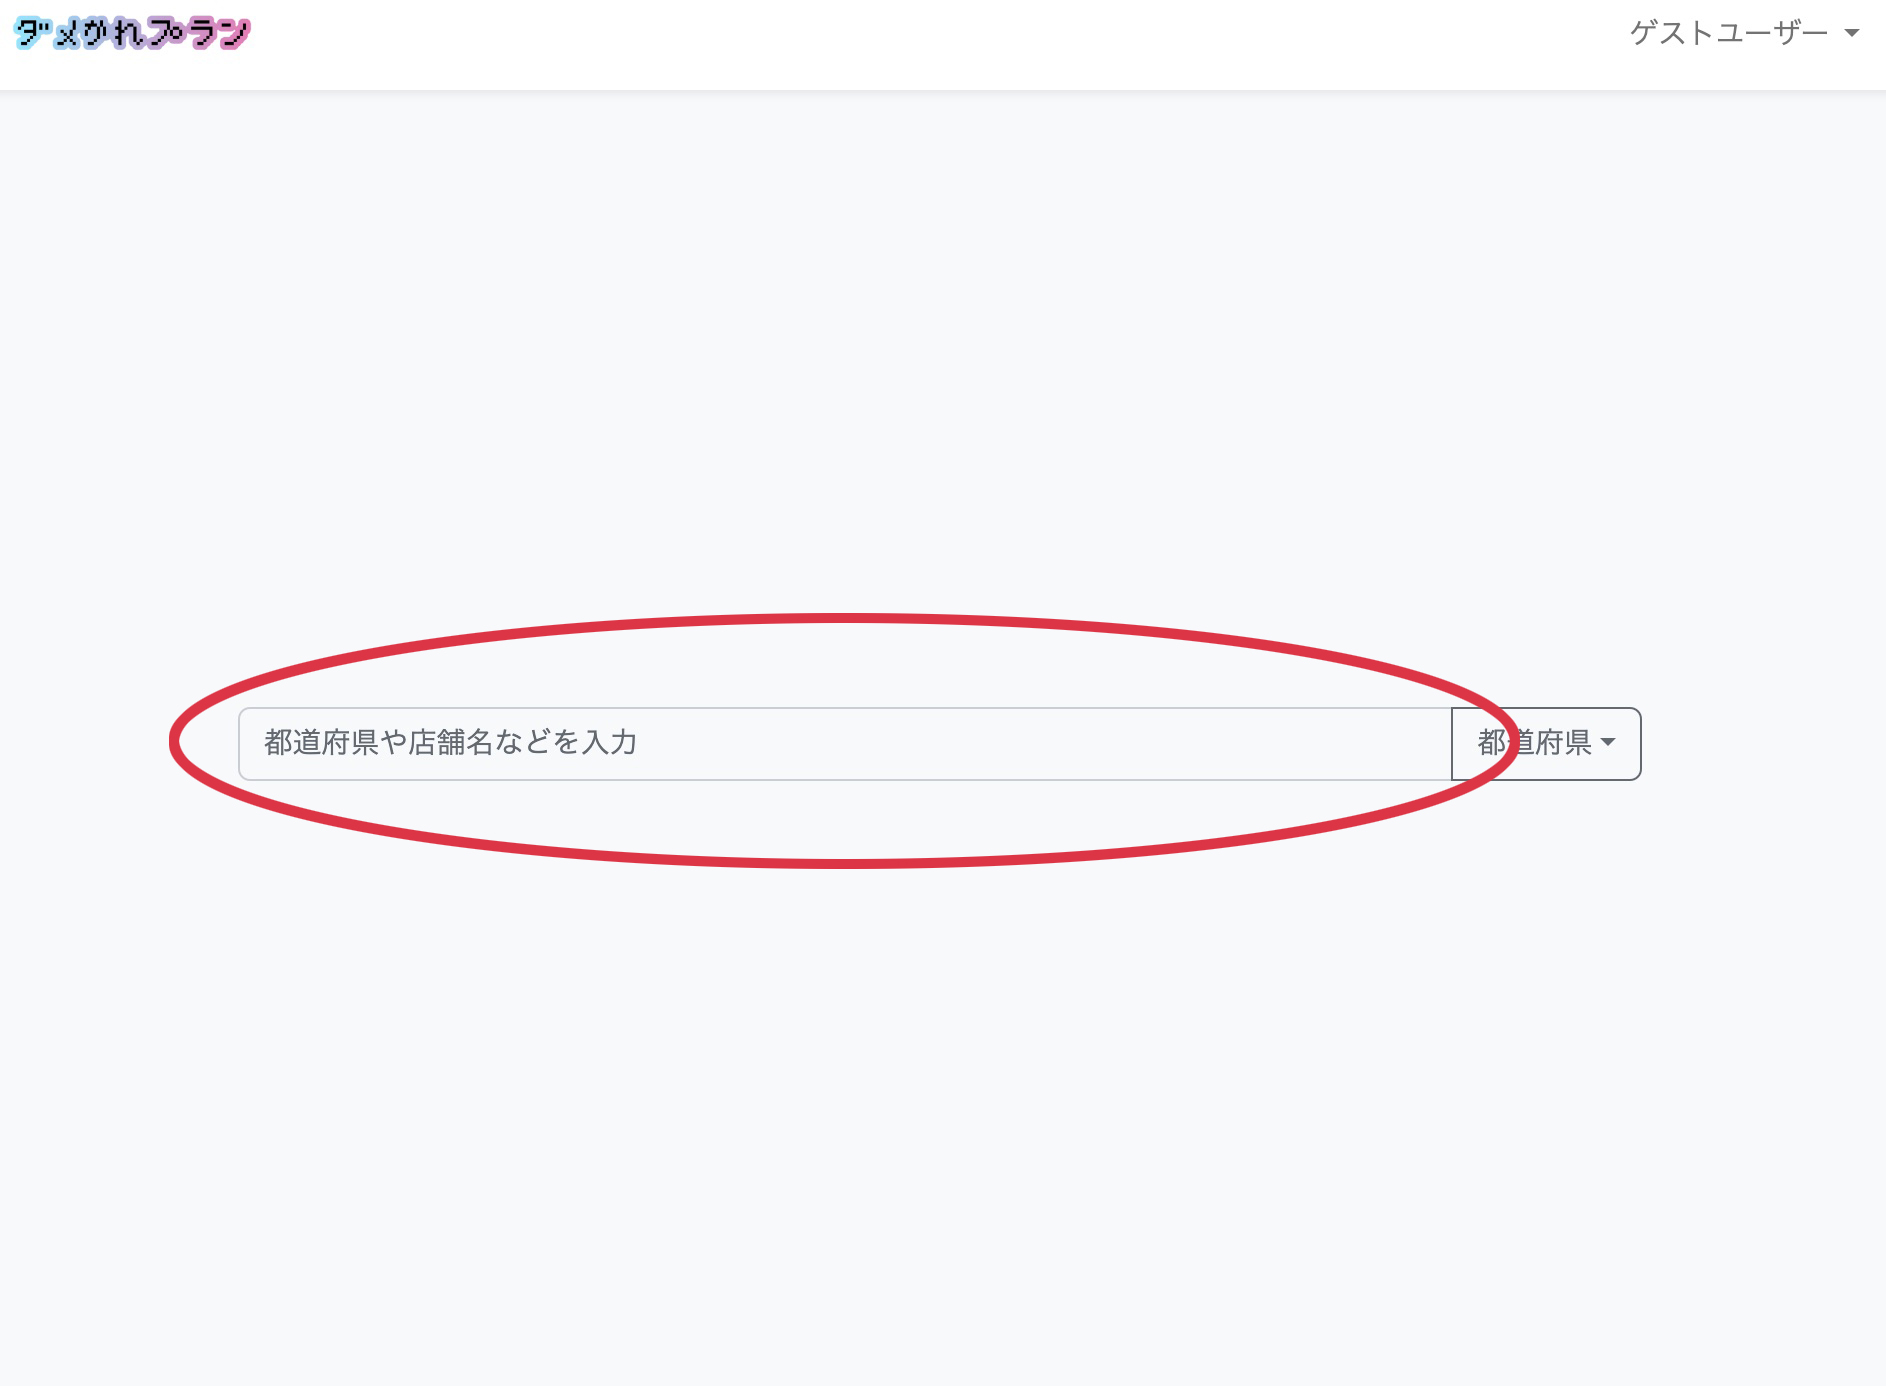 ダメかれプラン
ゲストユーザー
都道府県や店舗名などを入力
都道府県